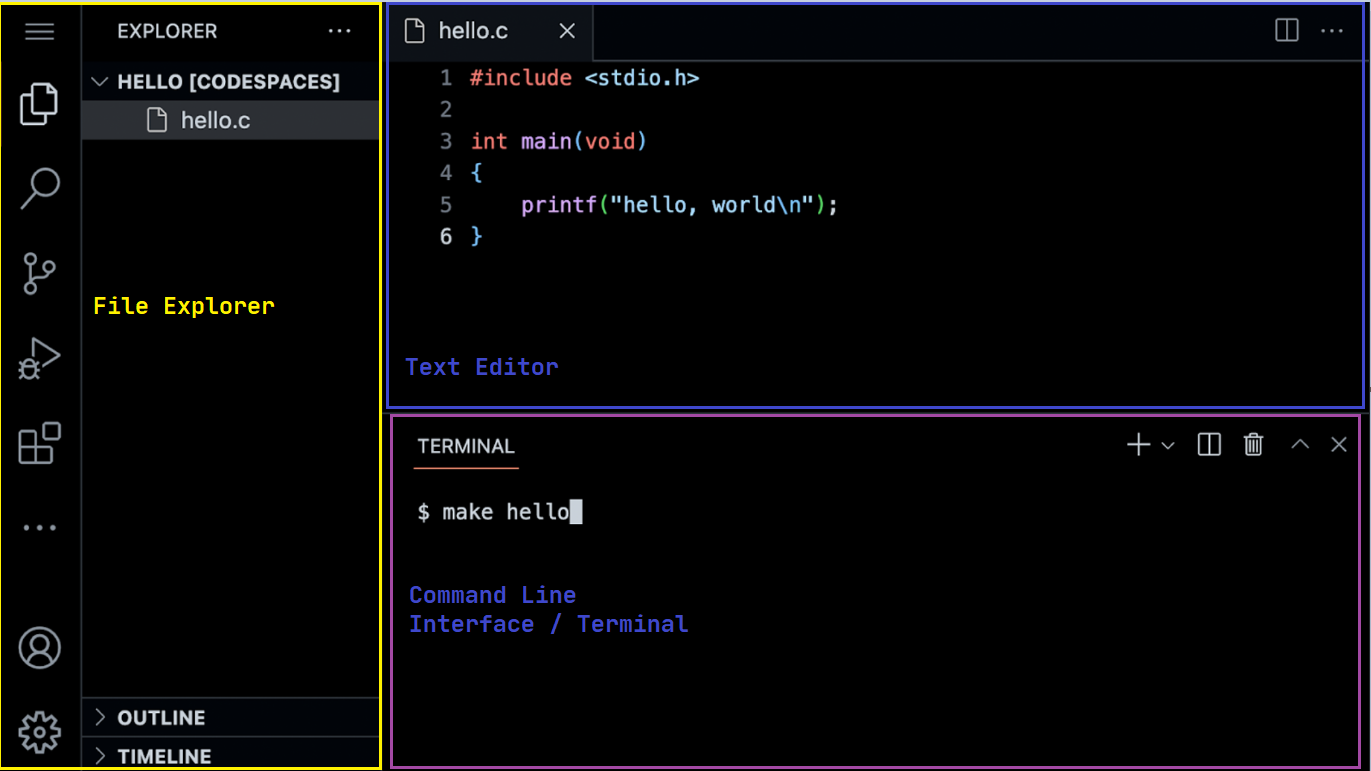 EXPLORER
HELLO [CODESPACES]
hello.c
File Explorer
OUTLINE
TIMELINE
hello.c
1 #include <stdio.h>
2
3 int main(void)
4 {
5     printf("hello, world\n");
6 }
Text Editor
TERMINAL
$ make hello
Command Line
Interface / Terminal